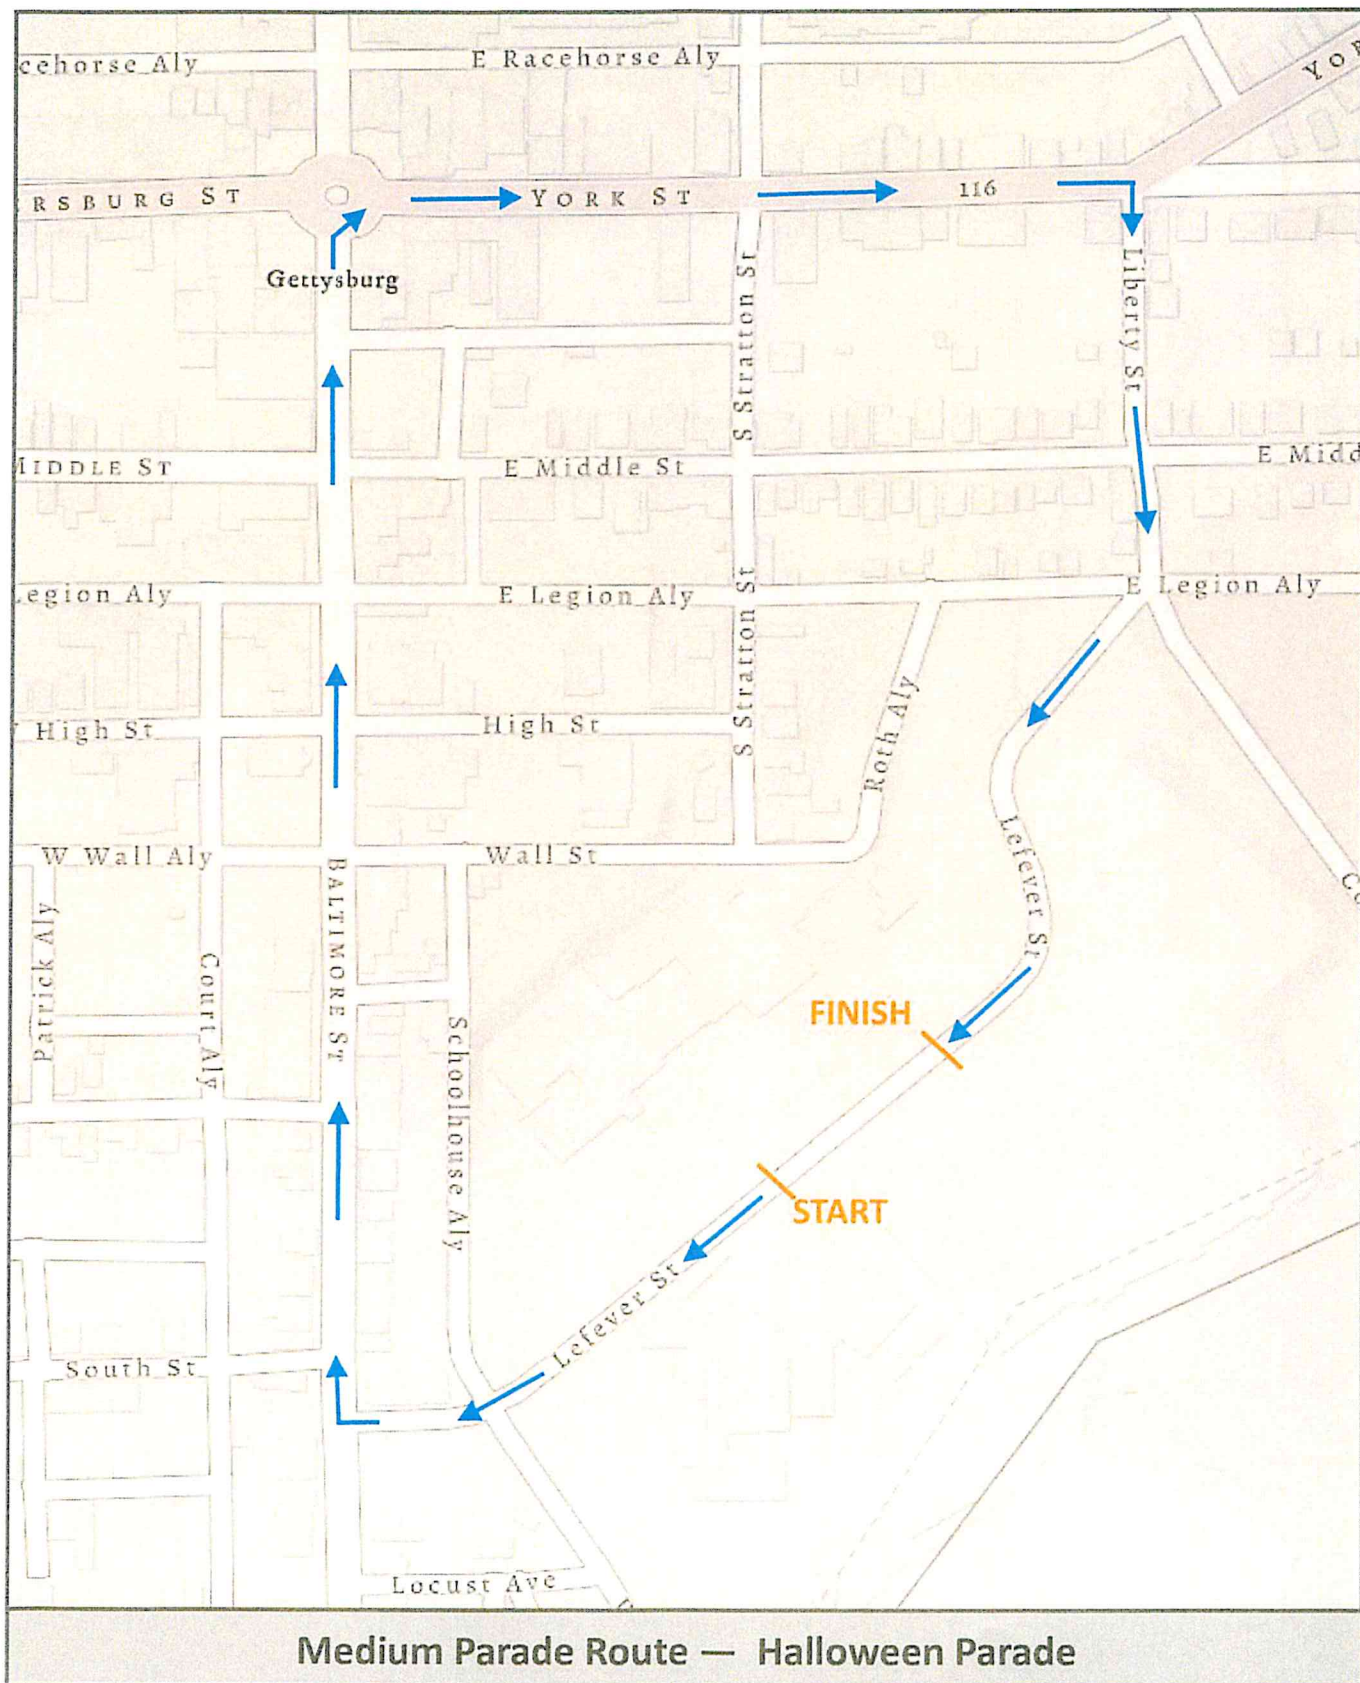 cehorse Aly
E Racehorse Aly
YOR
RSBURG ST
YORK ST
116
Gettysburg
Liberty St
S Stratton St
MIDDLE ST
E Middle St
E Midd
Legion Aly
E Legion Aly
E Legion Aly
S Stratton St
High St
High St
Roth Aly
Lefever St
W Wall Aly
Wall St
BALTIMORE ST
Patrick Aly
Court Aly
Schoolhouse Aly
FINISH
START
Lefever St
South St
Locust Ave
Medium Parade Route — Halloween Parade